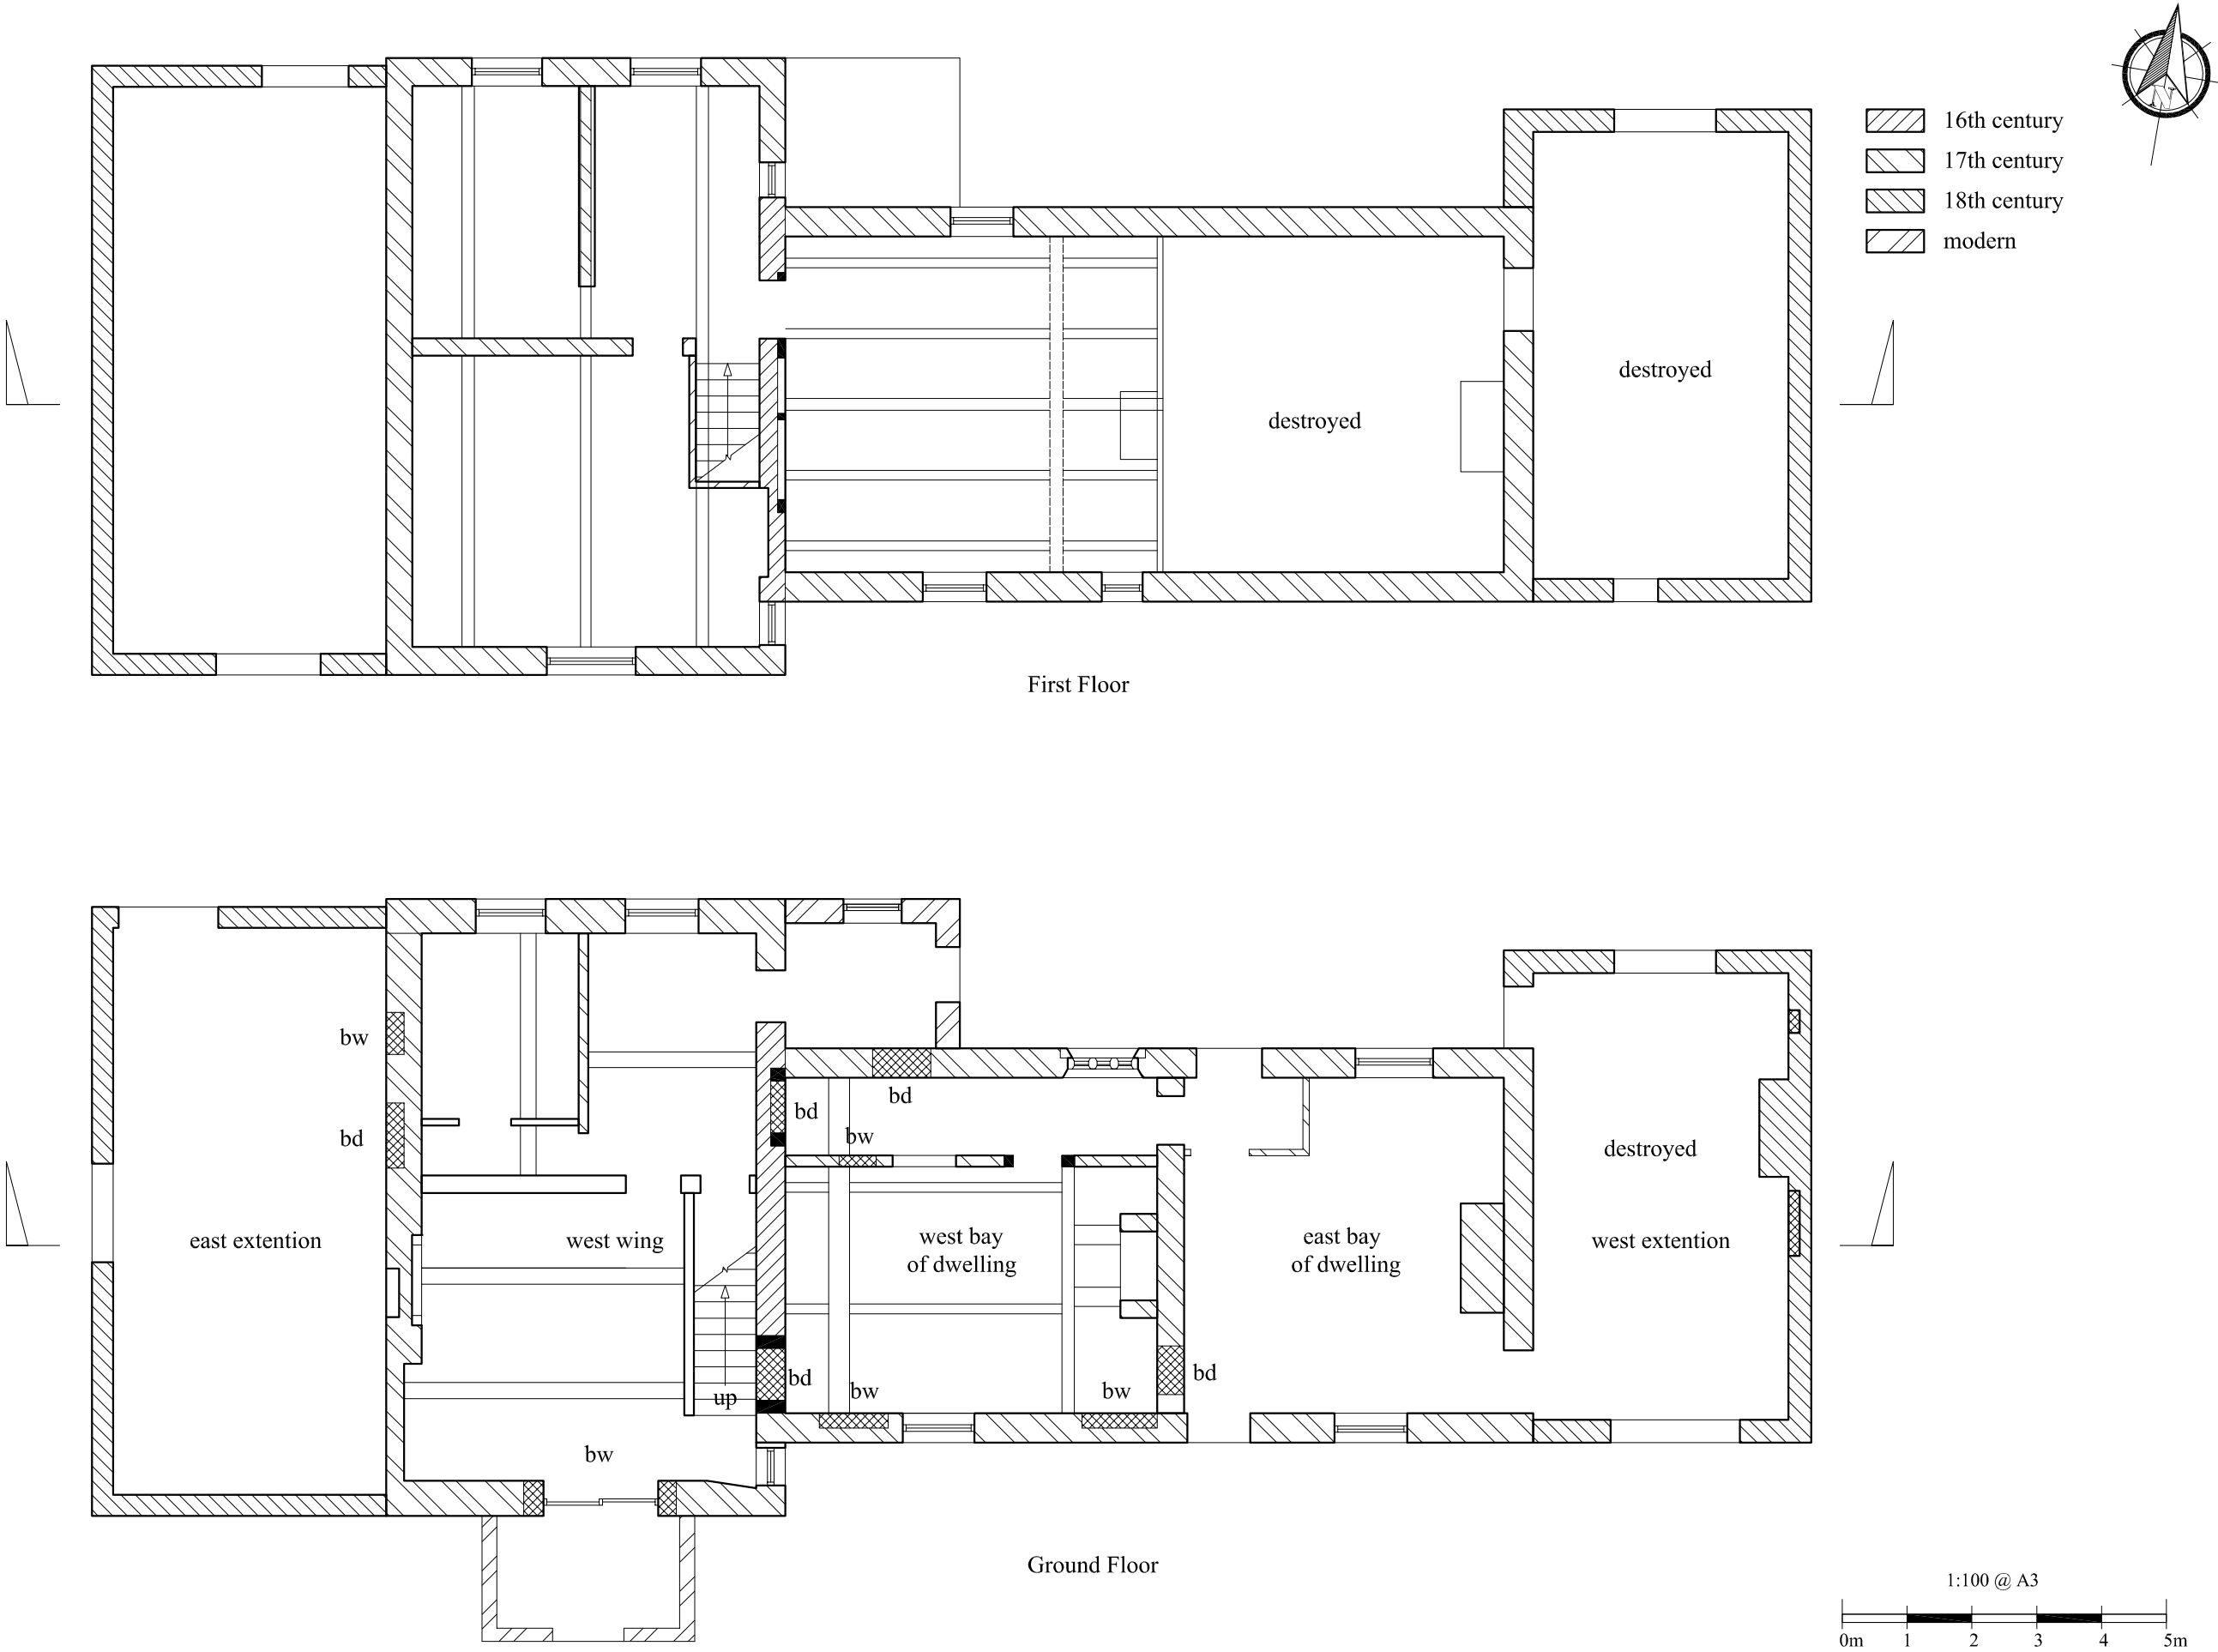 N
16th century
17th century
18th century
modern
destroyed
destroyed
First Floor
bw
bd
bd
bd
bw
destroyed
east extention
west wing
west bay
of dwelling
east bay
of dwelling
west extention
up
bd
bw
bw
bd
bw
Ground Floor
1:100 @ A3
0m 1 2 3 4 5m